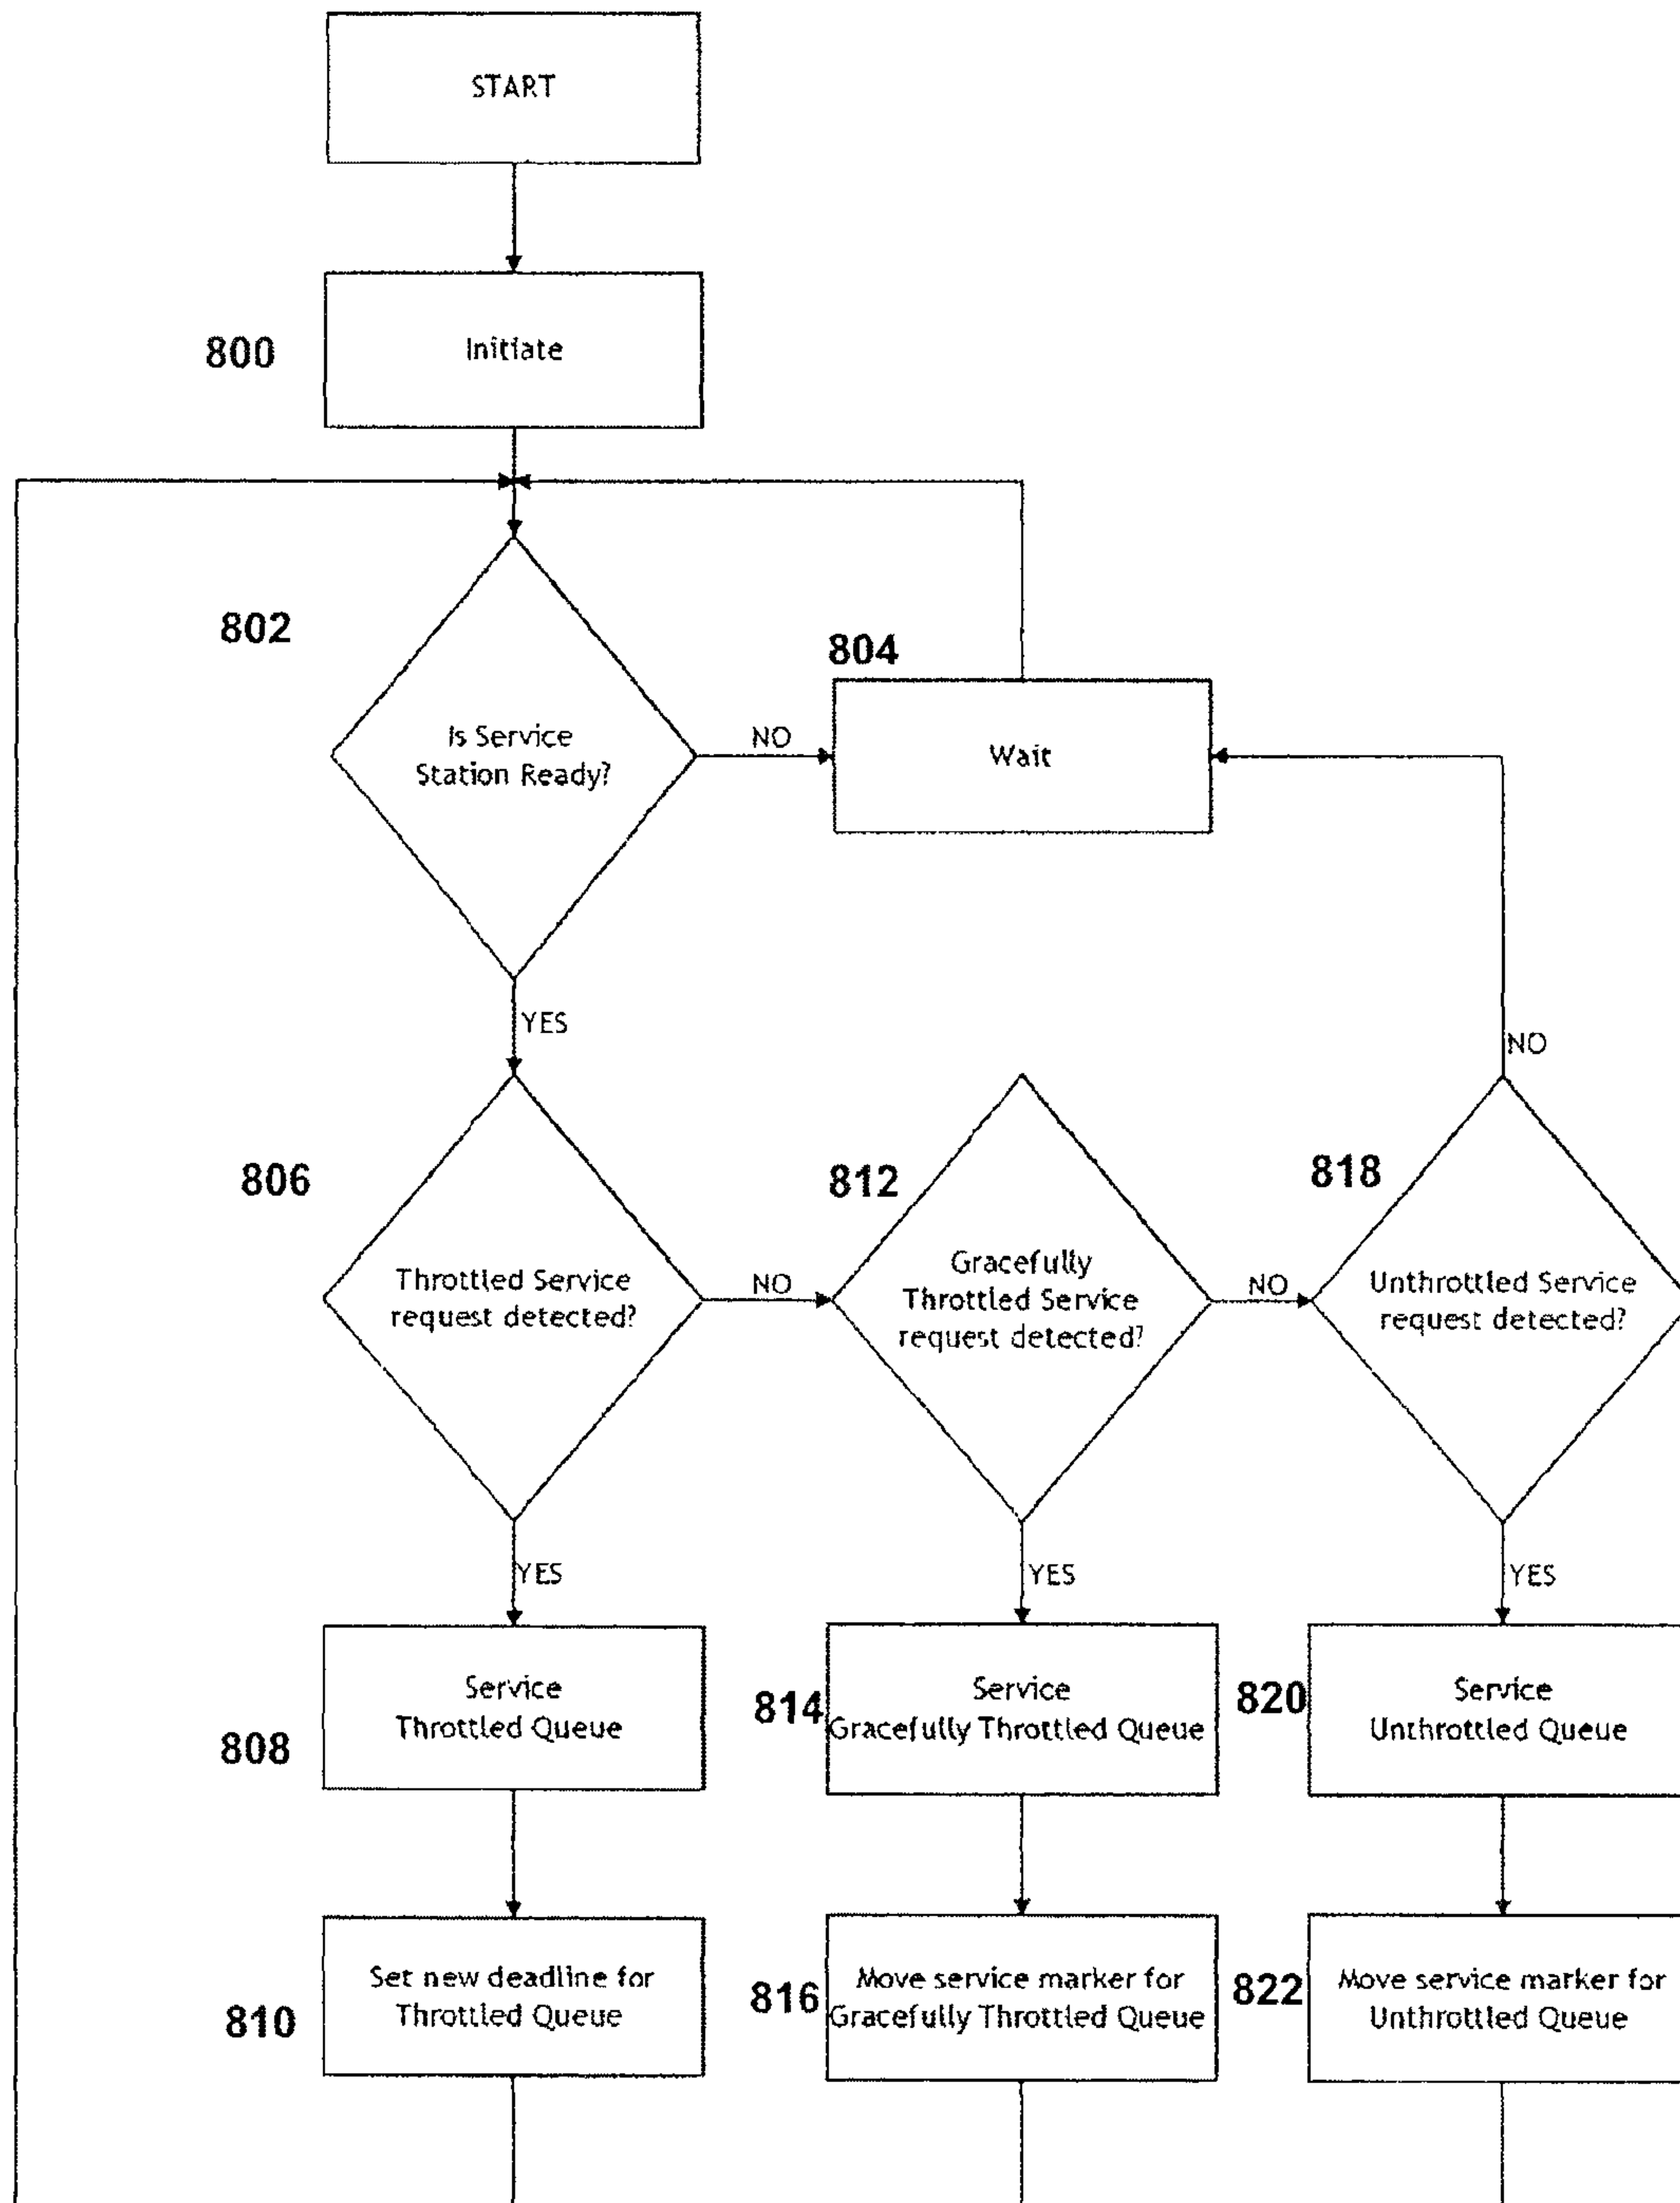 START
800
Initiate
802
804
Is Service
Station Ready?
NO
Wait
YES
NO
806
812
818
Throttled Service
request detected?
NO
Gracefully
Throttled Service
request detected?
NO
Unthrottled Service
request detected?
YES
YES
YES
808
Service
Throttled Queue
814
Service
Gracefully Throttled Queue
820
Service
Unthrottled Queue
810
Set new deadline for
Throttled Queue
816
Move service marker for
Gracefully Throttled Queue
822
Move service marker for
Unthrottled Queue